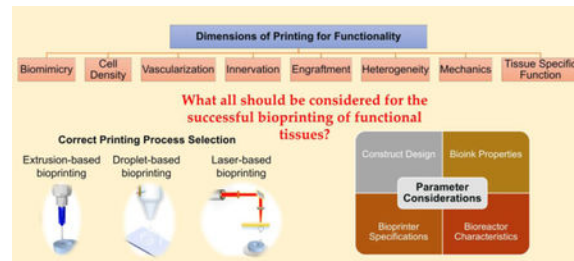 Dimensions of Printing for Functionality
Biomimicry
Cell
Density
Vascularization
Innervation
Engraftment
Heterogeneity
Mechanics
Tissue Specific
Function
What all should be considered for the
successful bioprinting of functional
tissues?
Correct Printing Process Selection
Extrusion-based
bioprinting
Droplet-based
bioprinting
Laser-based
bioprinting
Construct Design
Bioink Properties
Parameter
Considerations
Bioprinter
Specifications
Bioreactor
Characteristics